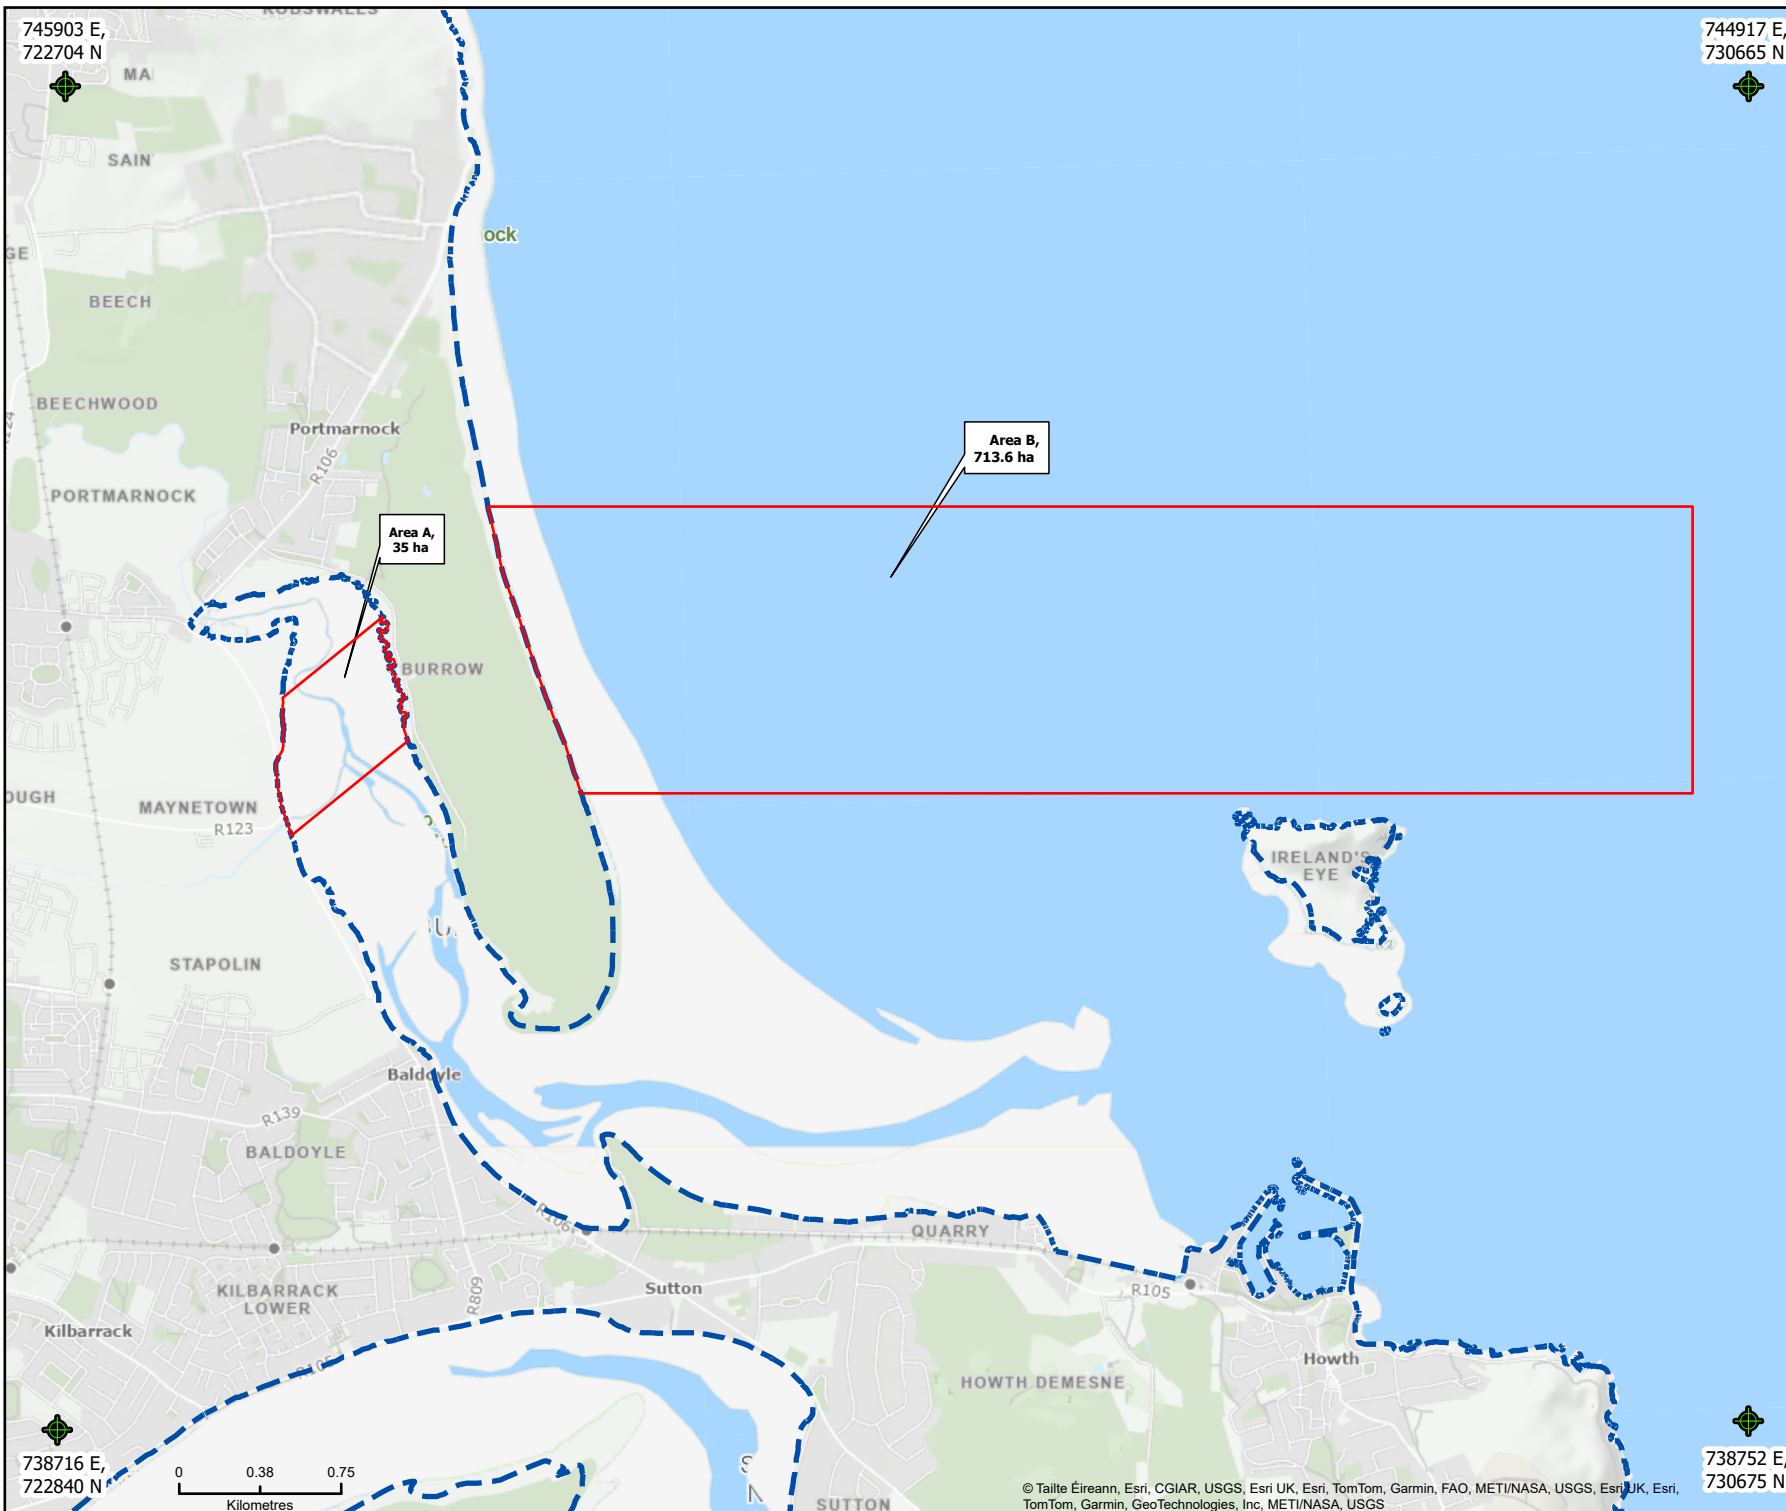 745903 E,
722704 N
744917 E,
730665 N
MA
SAIN
ock
GE
BEECH
BEECHWOOD
Portmarnock
R106
PORTMARNOCK
Area B,
713.6 ha
Area A,
35 ha
BURROW
OUGH
MAYNETOWN
R123
IRELAND'S
EYE
STAPOLIN
Baldoyle
R139
BALDOYLE
R106
QUARRY
KILBARRACK
LOWER
R809
Sutton
R105
Kilbarrack
R105
Howth
HOWTH DEMESNE
738716 E,
722840 N
0 0.38 0.75
Kilometres
S
N
SUTTON
738752 E,
730675 N
© Tailte Éireann, Esri, CGIAR, USGS, Esri UK, Esri, TomTom, Garmin, FAO, METI/NASA, USGS, Esri UK, Esri,
TomTom, Garmin, GeoTechnologies, Inc, METI/NASA, USGS